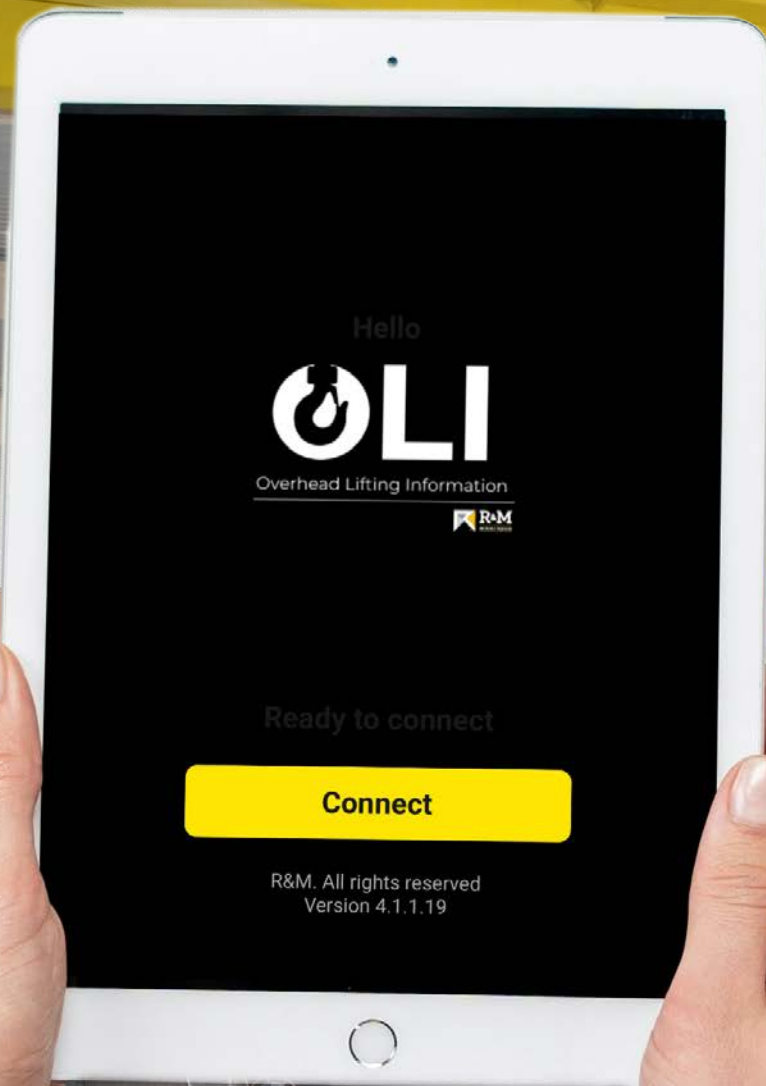 Hello
OLI
Overhead Lifting Information
R&M
Ready to connect
Connect
R&M. All rights reserved
Version 4.1.1.19